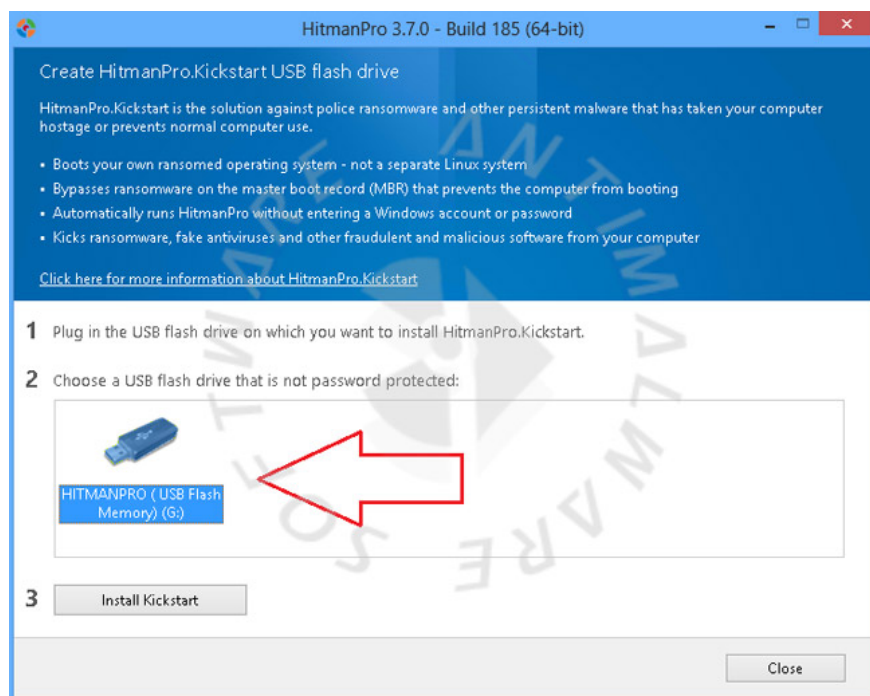 HitmanPro 3.7.0 - Build 185 (64-bit)
Create HitmanPro.Kickstart USB flash drive
HitmanPro.Kickstart is the solution against police ransomware and other persistent malware that has taken your computer
hostage or prevents normal computer use.
• Boots your own ransomed operating system - not a separate Linux system
• Bypasses ransomware on the master boot record (MBR) that prevents the computer from booting
• Automatically runs HitmanPro without entering a Windows account or password
• Kicks ransomware, fake antiviruses and other fraudulent and malicious software from your computer
Click here for more information about HitmanPro.Kickstart
1 Plug in the USB flash drive on which you want to install HitmanPro.Kickstart.
2 Choose a USB flash drive that is not password protected:
HITMANPRO ( USB Flash
Memory) (G:)
3 Install Kickstart
Close
ANTIMALWARE SOFTWARE